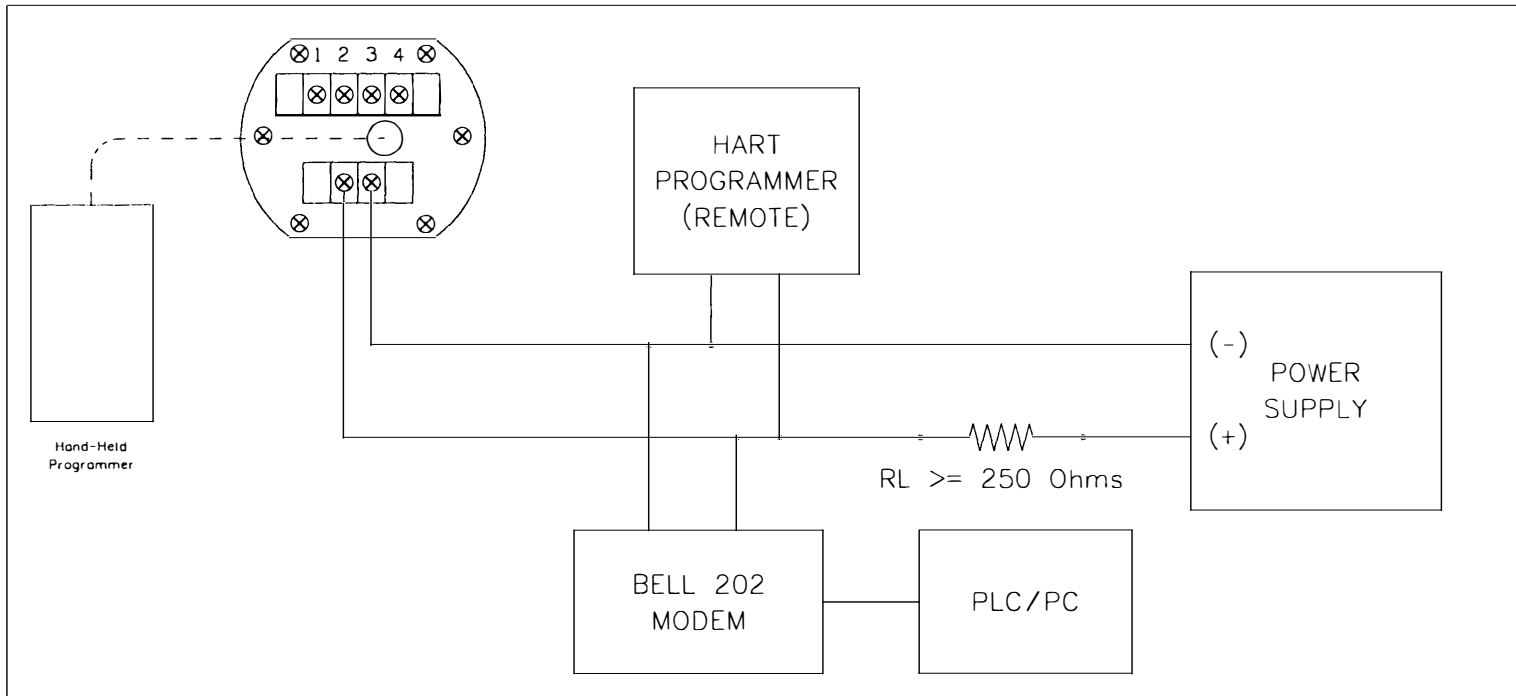 1 2 3 4
HART
PROGRAMMER
(REMOTE)
(-)
POWER
SUPPLY
(+)
Hand-Held
Programmer
RL >= 250 Ohms
BELL 202
MODEM
PLC/PC